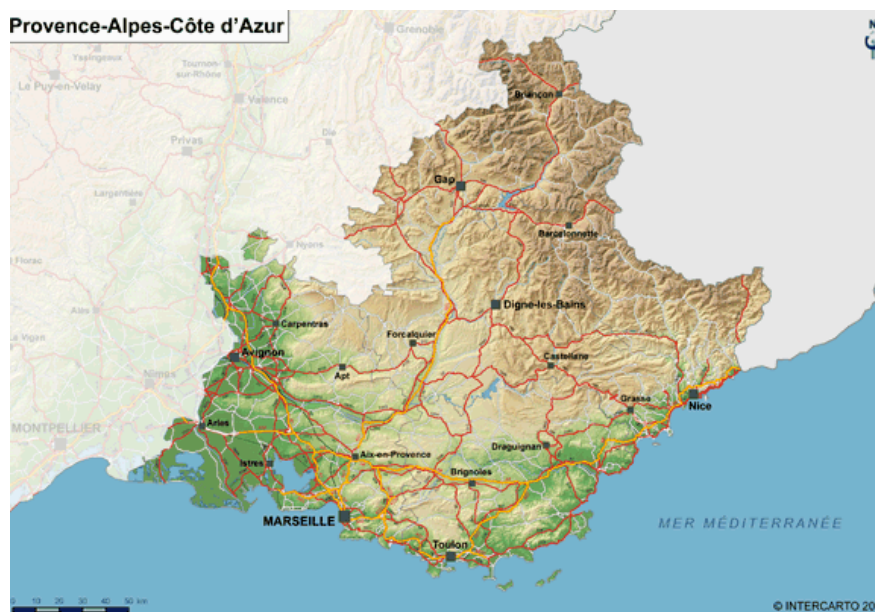 Provence-Alpes-Côte d'Azur
N
Grenoble
Yssingeaux
Tournon-
sur-Rhône
Le Puy-en-Velay
Valence
Briançon
Privas
Die
Gap
Largentière
Barcelonnette
Nyons
Florac
Digne-les-Bains
Alès
Carpentras
Le Vigan
Forcalquier
Avignon
Castellane
Apt
Nîmes
Grasse
Nice
Arles
MONTPELLIER
Draguignan
Aix-en-Provence
Istres
Brignoles
MARSEILLE
MER MÉDITERRANÉE
Toulon
0 10 20 30 40 50 km
© INTERCARTO 20